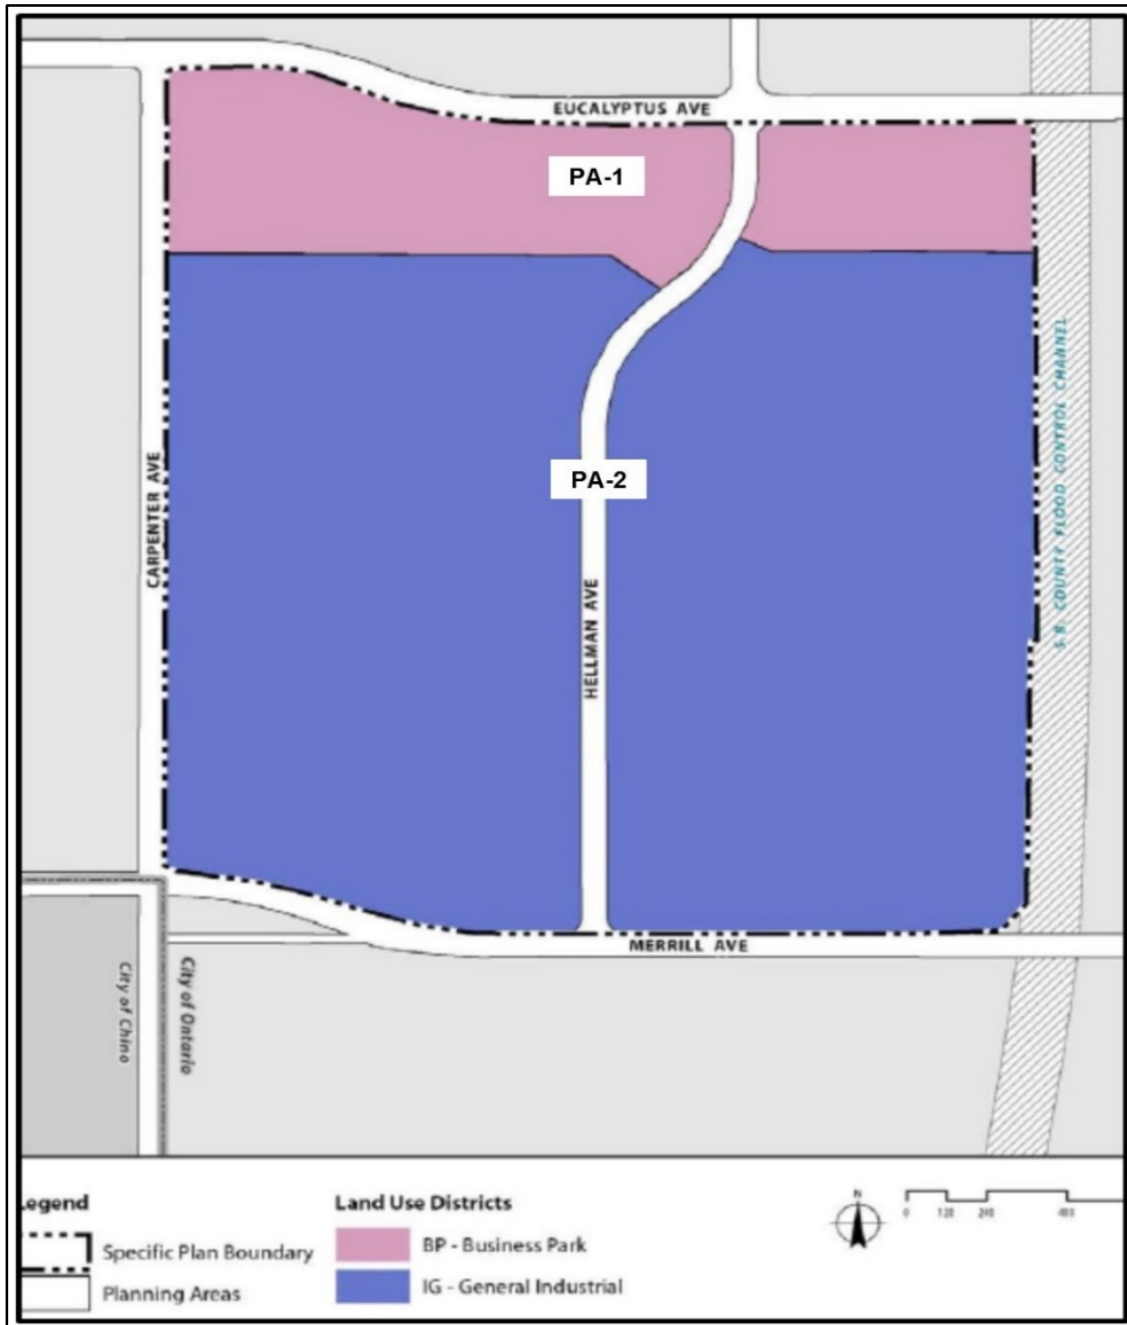 EUCALYPTUS AVE
PA-1
S.B. COUNTY FLOOD CONTROL CHANNEL
CARPENTER AVE
PA-2
HELLMAN AVE
MERRILL AVE
City of Chino
City of Ontario
Legend
Specific Plan Boundary
Planning Areas
Land Use Districts
BP - Business Park
IG - General Industrial
N
0 120 240 480